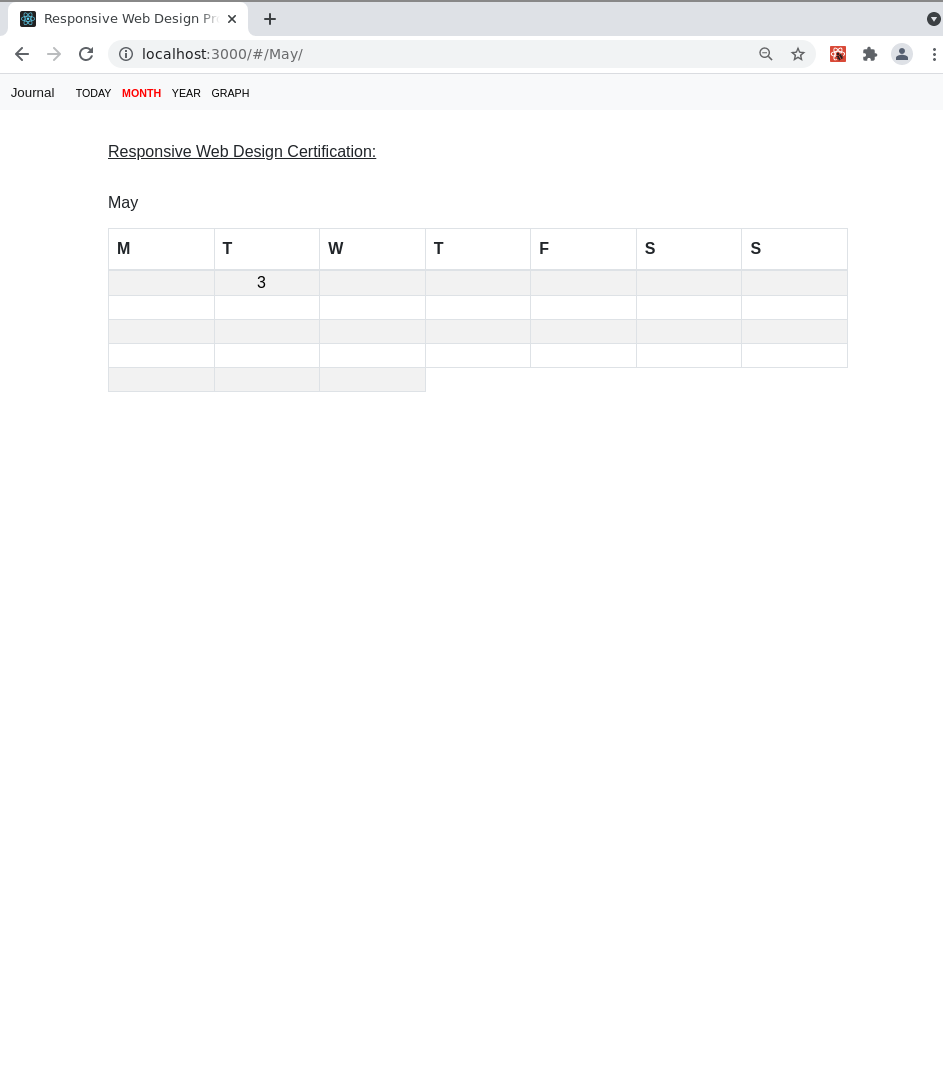 Responsive Web Design Pr
localhost:3000/#/May/
Journal TODAY MONTH YEAR GRAPH
Responsive Web Design Certification:
May
M T W T F S S
3